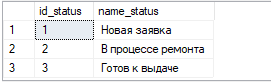 id_status name_status
1 1 Новая заявка
2 2 В процессе ремонта
3 3 Готов к выдаче